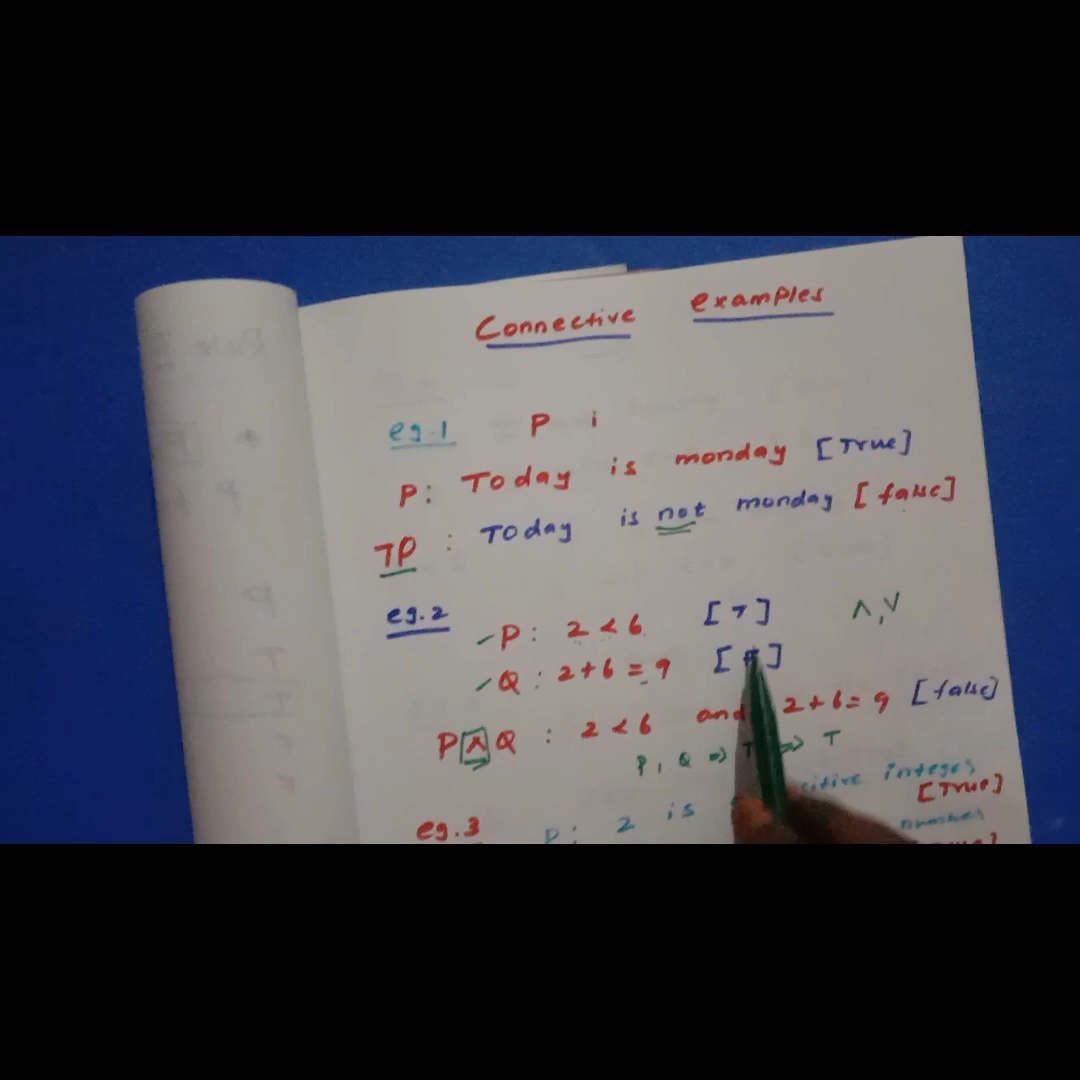 Connective examples
eg.1 P i
P: Today is monday [True]
7P : Today is not monday [false]
eg.2 P: 2 < 6 [T] ∧, ∨
Q: 2+6 = 9 [F]
P ∧ Q : 2 < 6 and 2+6= 9 [false]
P, Q ⇒ T ⇒ T
eg.3 P: 2 is integer
[True]
number